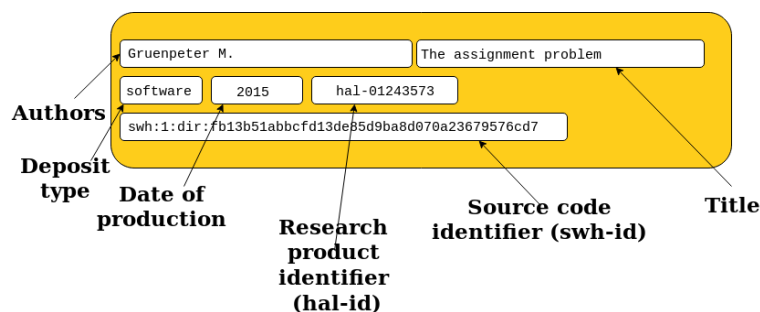 Gruenpeter M.
The assignment problem
software
2015
hal-01243573
swh:1:dir:fb13b51abbcfd13de85d9ba8d070a23679576cd7
Authors
Deposit
type
Date of
production
Research
product
identifier
(hal-id)
Source code
identifier (swh-id)
Title